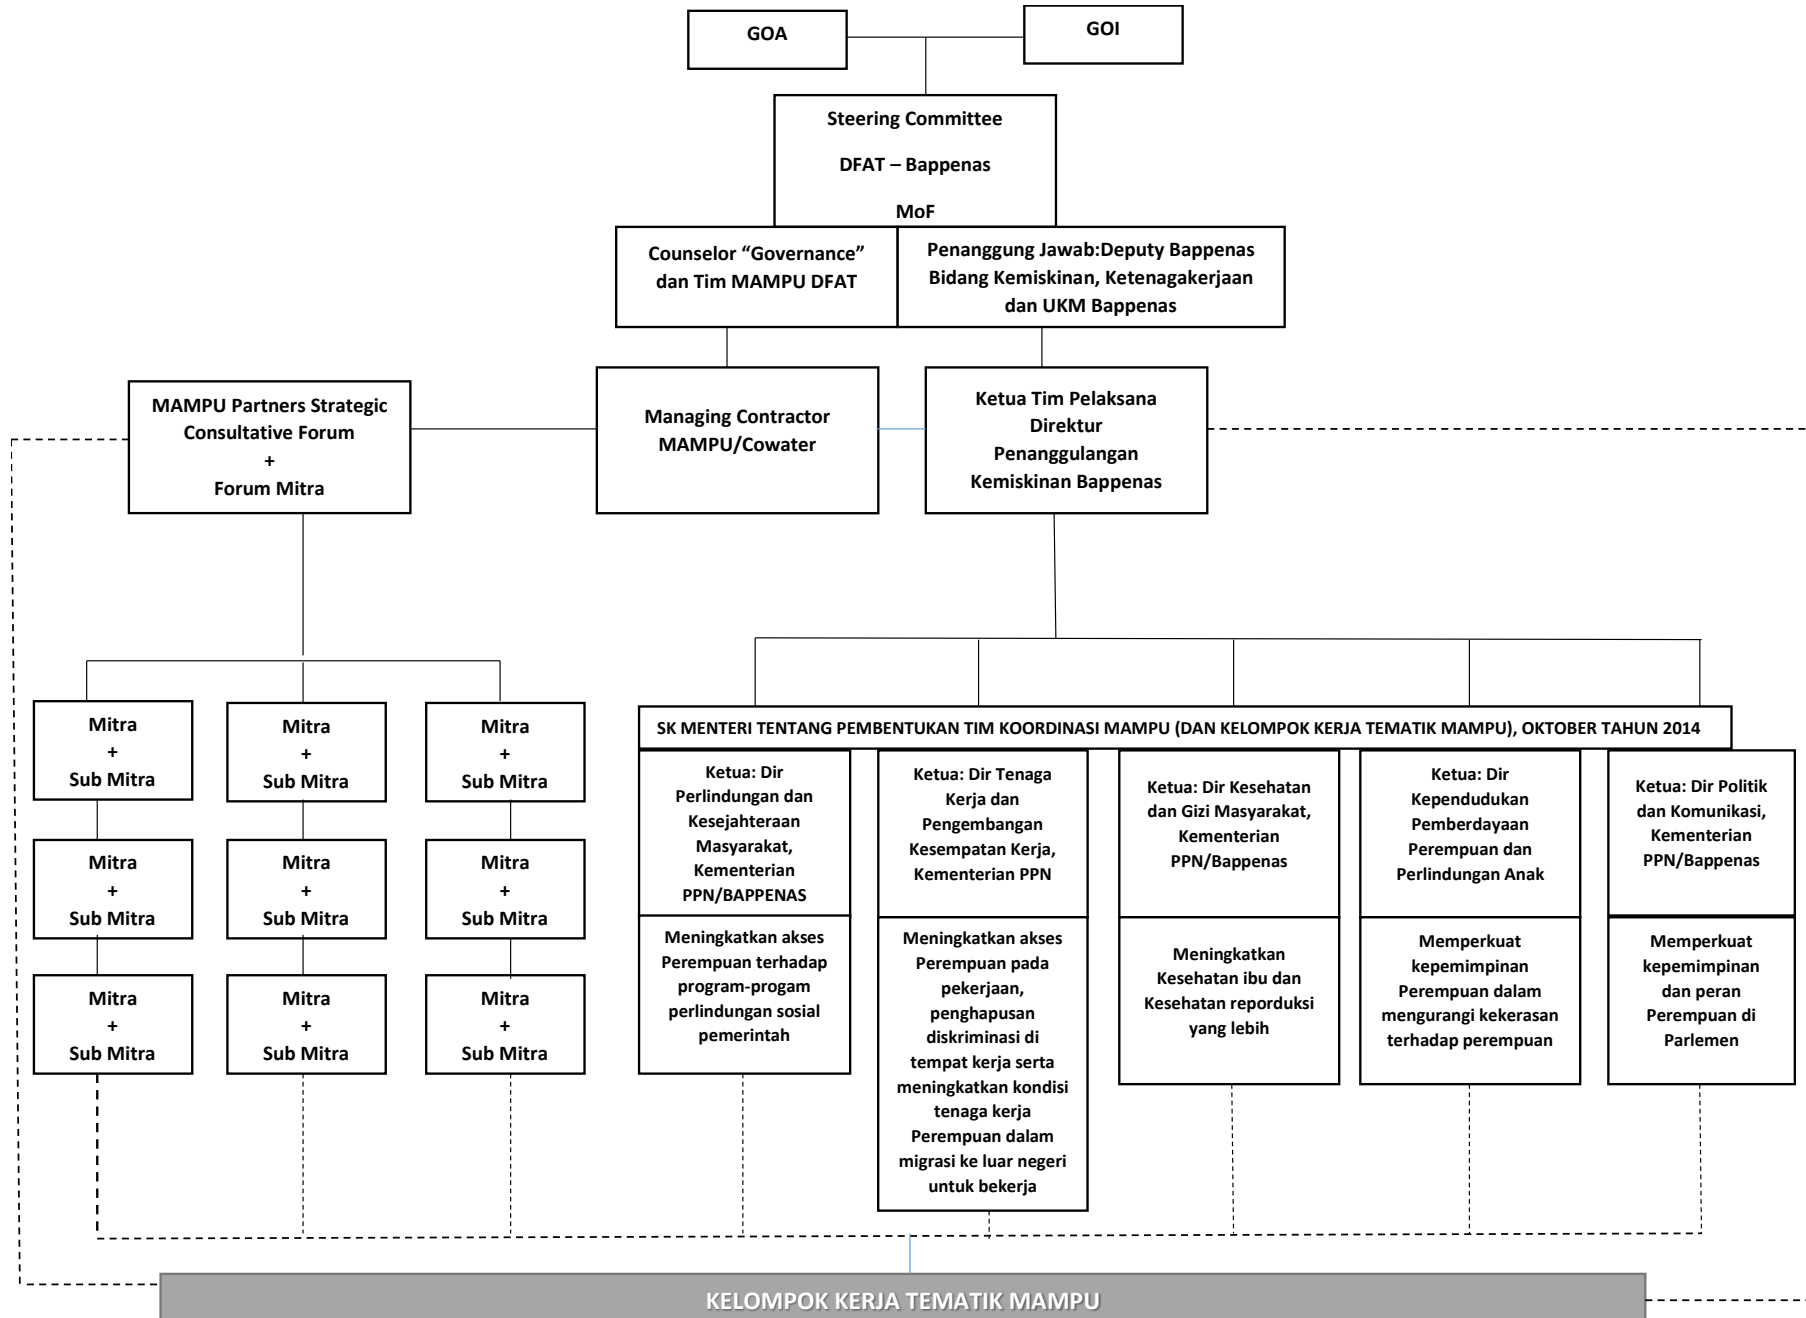 GOA
GOI
Steering Committee
DFAT – Bappenas
MoF
Counselor “Governance”
dan Tim MAMPU DFAT
Penanggung Jawab:Deputy Bappenas
Bidang Kemiskinan, Ketenagakerjaan
dan UKM Bappenas
MAMPU Partners Strategic
Consultative Forum
+
Forum Mitra
Managing Contractor
MAMPU/Cowater
Ketua Tim Pelaksana
Direktur
Penanggulangan
Kemiskinan Bappenas
Mitra
+
Sub Mitra
Mitra
+
Sub Mitra
Mitra
+
Sub Mitra
Mitra
+
Sub Mitra
Mitra
+
Sub Mitra
Mitra
+
Sub Mitra
Mitra
+
Sub Mitra
Mitra
+
Sub Mitra
Mitra
+
Sub Mitra
SK MENTERI TENTANG PEMBENTUKAN TIM KOORDINASI MAMPU (DAN KELOMPOK KERJA TEMATIK MAMPU), OKTOBER TAHUN 2014
Ketua: Dir
Perlindungan dan
Kesejahteraan
Masyarakat,
Kementerian
PPN/BAPPENAS
Ketua: Dir Tenaga
Kerja dan
Pengembangan
Kesempatan Kerja,
Kementerian PPN
Ketua: Dir Kesehatan
dan Gizi Masyarakat,
Kementerian
PPN/Bappenas
Ketua: Dir
Kependudukan
Pemberdayaan
Perempuan dan
Perlindungan Anak
Ketua: Dir Politik
dan Komunikasi,
Kementerian
PPN/Bappenas
Meningkatkan akses
Perempuan terhadap
program-progam
perlindungan sosial
pemerintah
Meningkatkan akses
Perempuan pada
pekerjaan,
penghapusan
diskriminasi di
tempat kerja serta
meningkatkan kondisi
tenaga kerja
Perempuan dalam
migrasi ke luar negeri
untuk bekerja
Meningkatkan
Kesehatan ibu dan
Kesehatan reporduksi
yang lebih
Memperkuat
kepemimpinan
Perempuan dalam
mengurangi kekerasan
terhadap perempuan
Memperkuat
kepemimpinan
dan peran
Perempuan di
Parlemen
KELOMPOK KERJA TEMATIK MAMPU